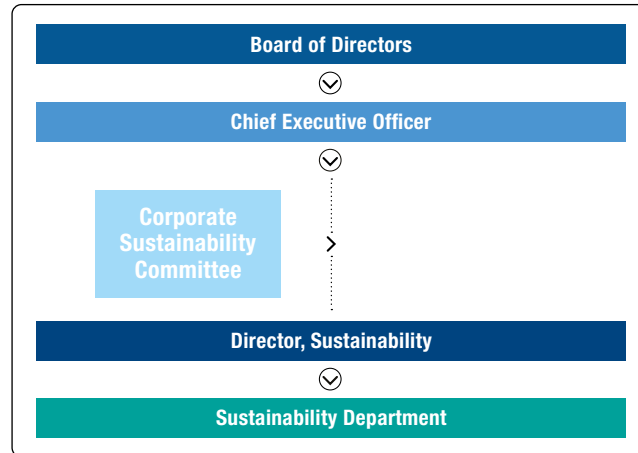 Board of Directors
Chief Executive Officer
Corporate
Sustainability
Committee
Director, Sustainability
Sustainability Department